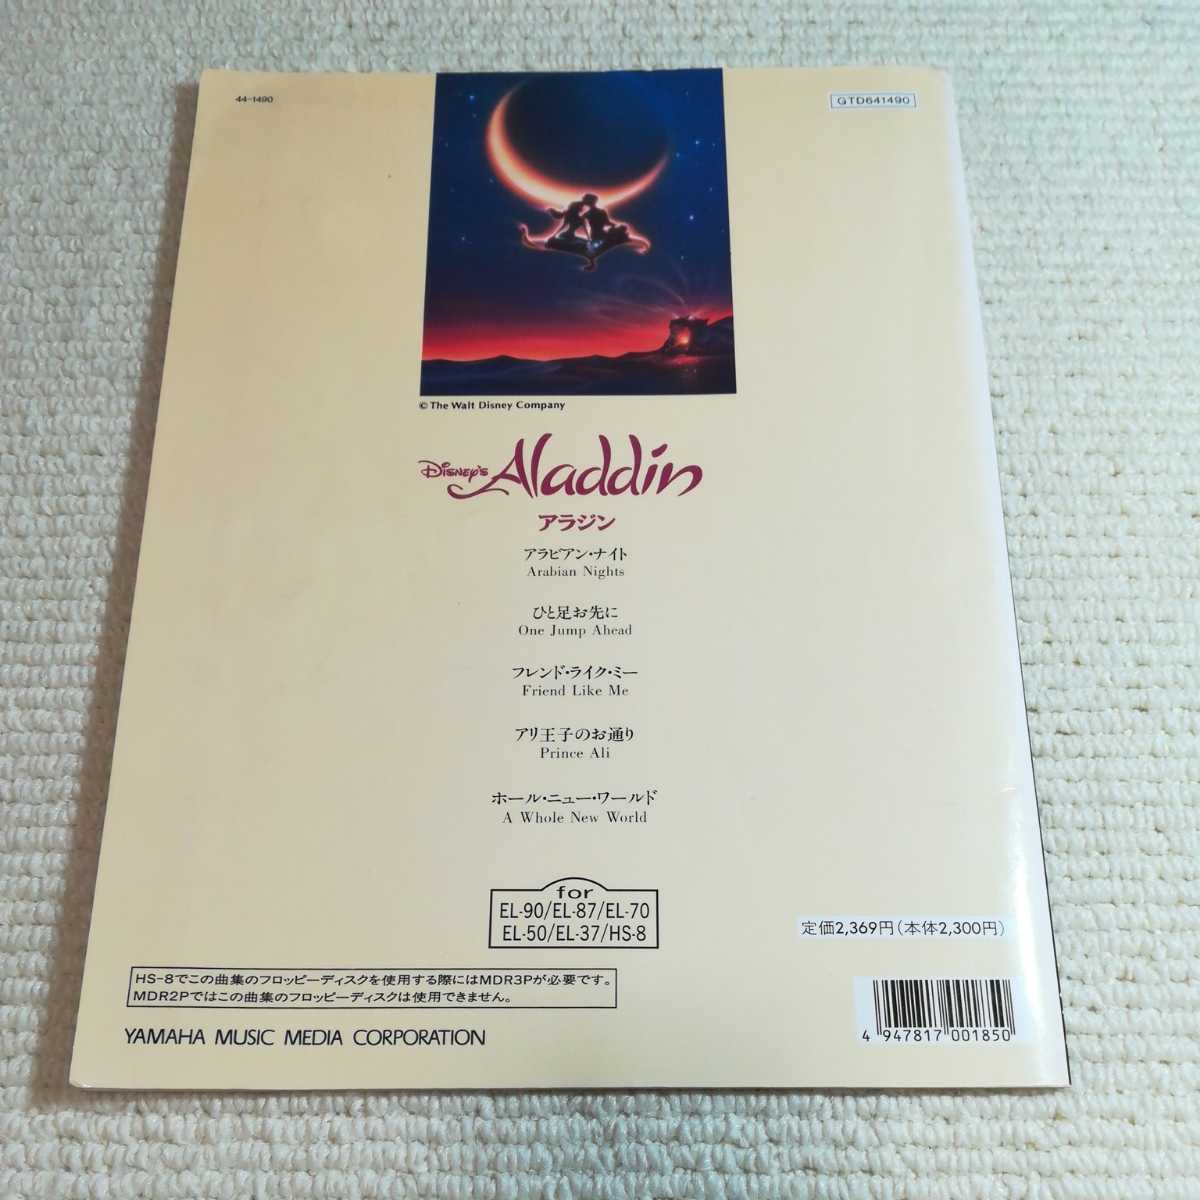 44-1490
GTD641490
© The Walt Disney Company
Disney's Aladdin
アラジン
アラビアン・ナイト
Arabian Nights
ひと足お先に
One Jump Ahead
フレンド・ライク・ミー
Friend Like Me
アリ王子のお通り
Prince Ali
ホール・ニュー・ワールド
A Whole New World
for
EL-90/EL-87/EL-70
EL-50/EL-37/HS-8
定価2,369円(本体2,300円)
HS-8でこの曲集のフロッピーディスクを使用する際にはMDR3Pが必要です。
MDR2Pではこの曲集のフロッピーディスクは使用できません。
YAMAHA MUSIC MEDIA CORPORATION
4 947817 001850